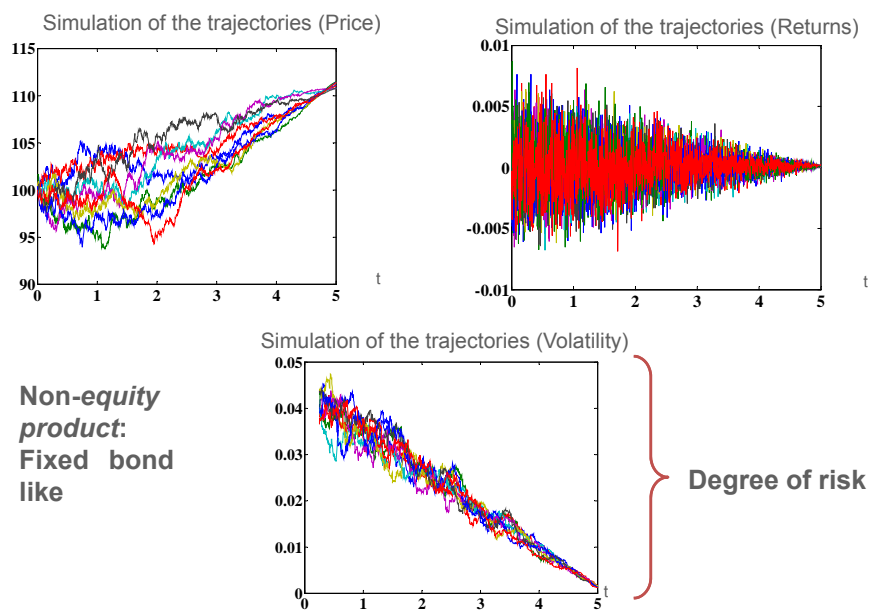 Simulation of the trajectories (Price)
115
110
105
100
95
90
0 1 2 3 4 5
t
Simulation of the trajectories (Returns)
0.01
0.005
0
-0.005
-0.01
0 1 2 3 4 5
t
Simulation of the trajectories (Volatility)
0.05
0.04
0.03
0.02
0.01
0
0 1 2 3 4 5
t
Non-equity
product:
Fixed bond
like
Degree of risk